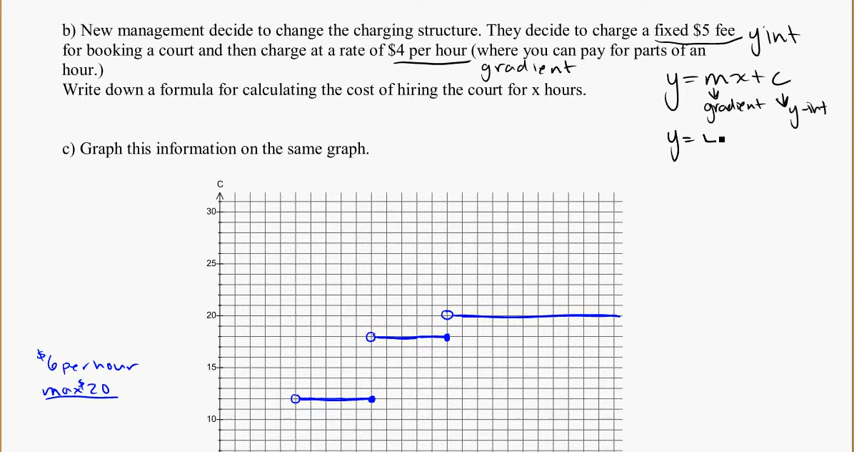 b) New management decide to change the charging structure. They decide to charge a fixed $5 fee
y int
for booking a court and then charge at a rate of $4 per hour (where you can pay for parts of an
hour.)
gradient
Write down a formula for calculating the cost of hiring the court for x hours.
y = mx + c
gradient
y-int
y =
c) Graph this information on the same graph.
C
30
25
20
15
10
$6 per hour
max $20